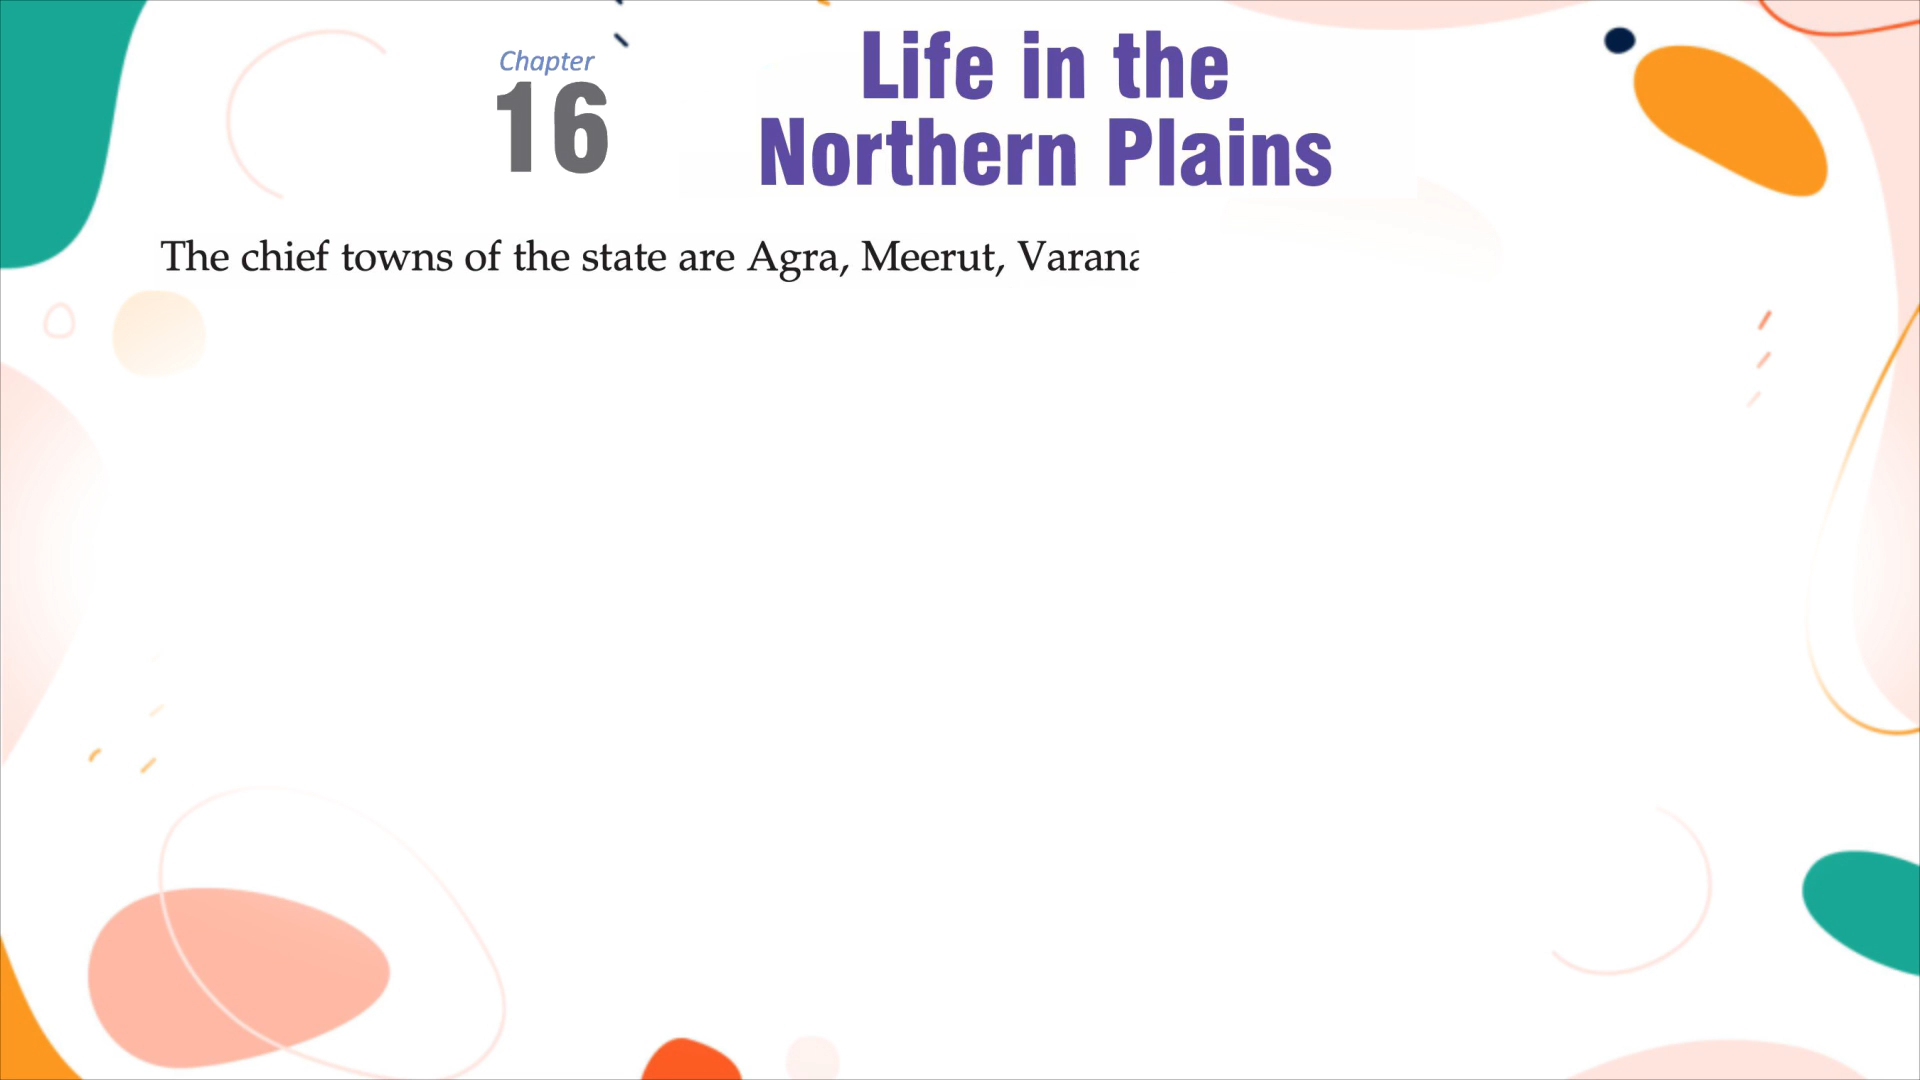 Chapter
16
Life in the
Northern Plains
The chief towns of the state are Agra, Meerut,